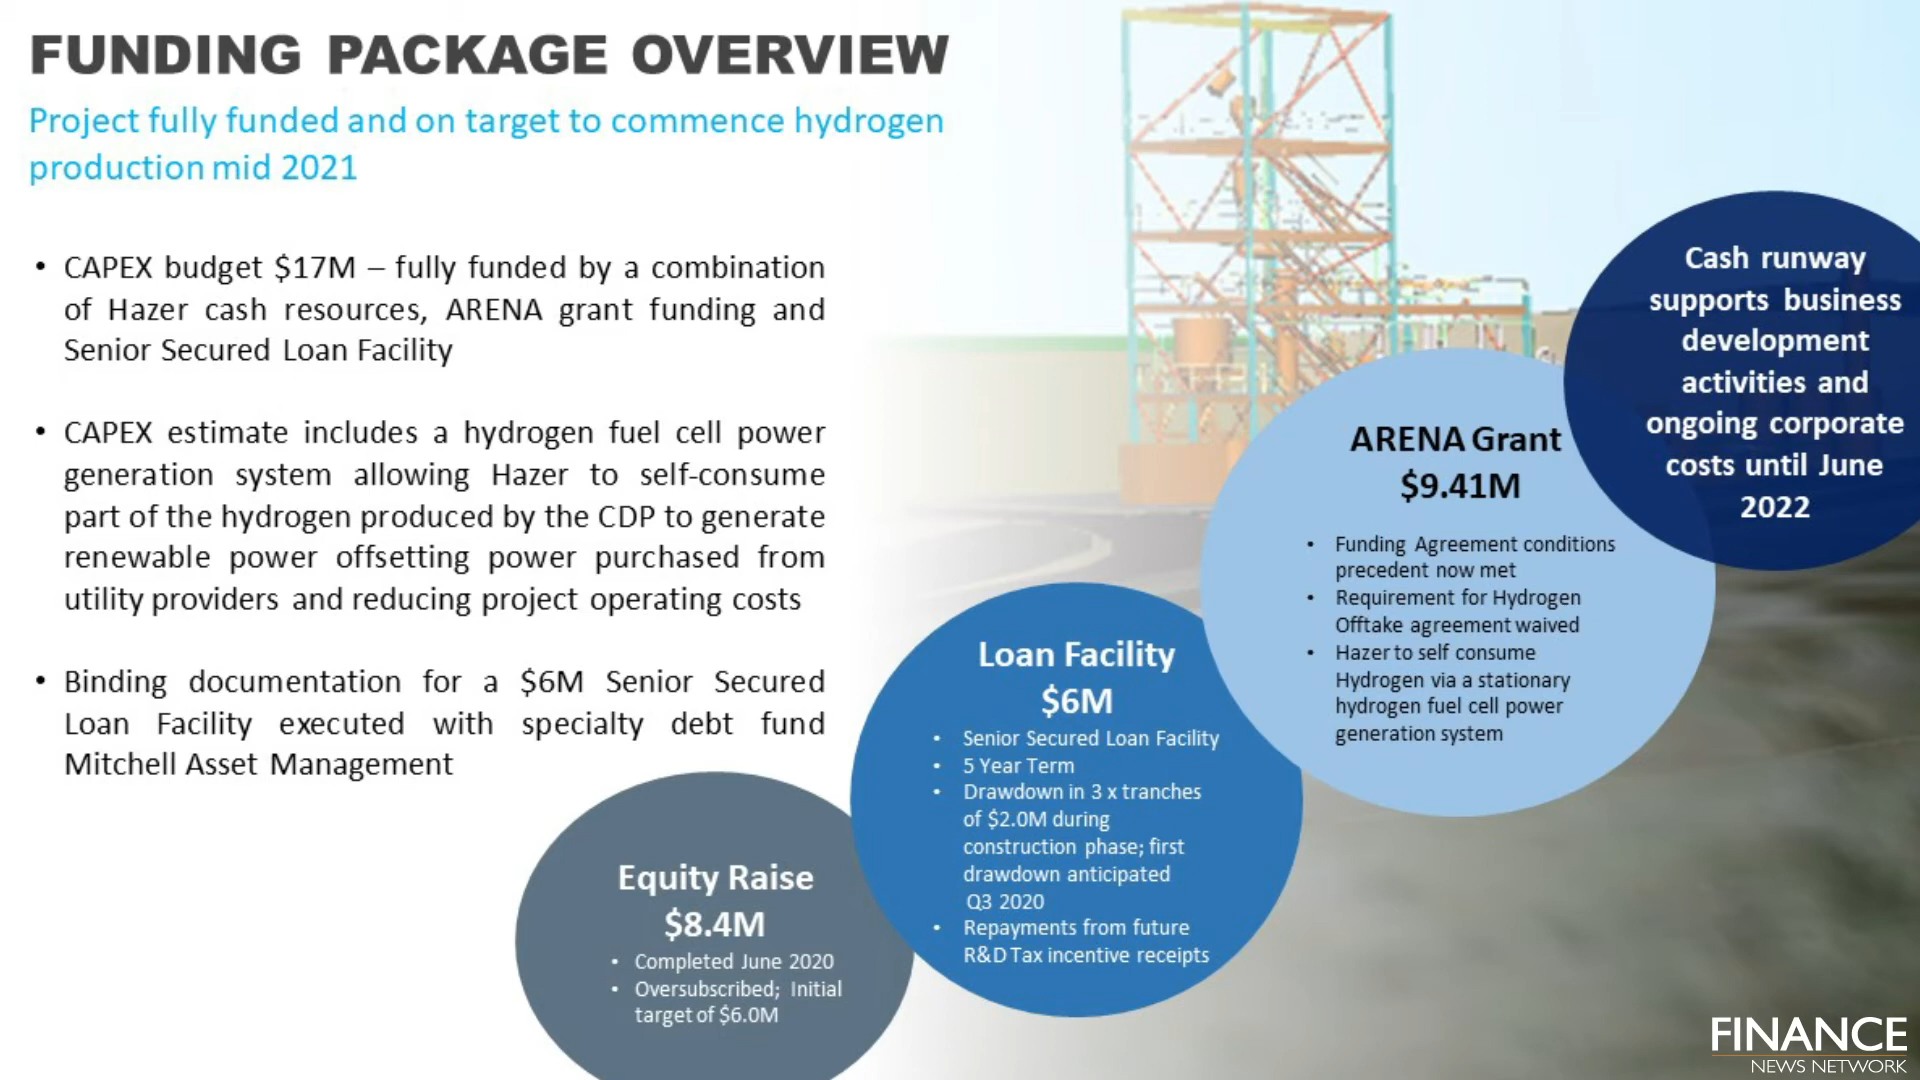 FUNDING PACKAGE OVERVIEW
Project fully funded and on target to commence hydrogen
production mid 2021
• CAPEX budget $17M – fully funded by a combination
of Hazer cash resources, ARENA grant funding and
Senior Secured Loan Facility
• CAPEX estimate includes a hydrogen fuel cell power
generation system allowing Hazer to self-consume
part of the hydrogen produced by the CDP to generate
renewable power offsetting power purchased from
utility providers and reducing project operating costs
• Binding documentation for a $6M Senior Secured
Loan Facility executed with specialty debt fund
Mitchell Asset Management
Equity Raise
$8.4M
• Completed June 2020
• Oversubscribed; Initial
target of $6.0M
Loan Facility
$6M
• Senior Secured Loan Facility
• 5 Year Term
• Drawdown in 3 x tranches
of $2.0M during
construction phase; first
drawdown anticipated
Q3 2020
• Repayments from future
R&D Tax incentive receipts
ARENA Grant
$9.41M
• Funding Agreement conditions
precedent now met
• Requirement for Hydrogen
Offtake agreement waived
• Hazer to self consume
Hydrogen via a stationary
hydrogen fuel cell power
generation system
Cash runway
supports business
development
activities and
ongoing corporate
costs until June
2022
FINANCE
NEWS NETWORK